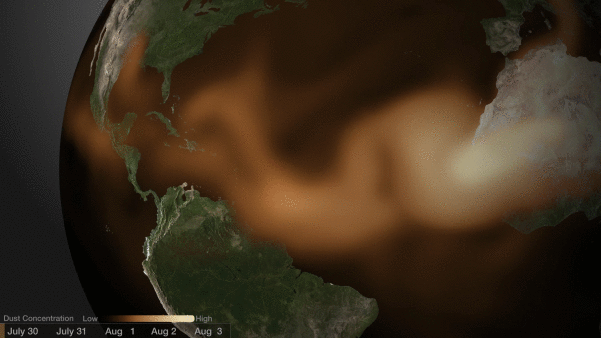 Dust Concentration Low High
July 30 July 31 Aug 1 Aug 2 Aug 3